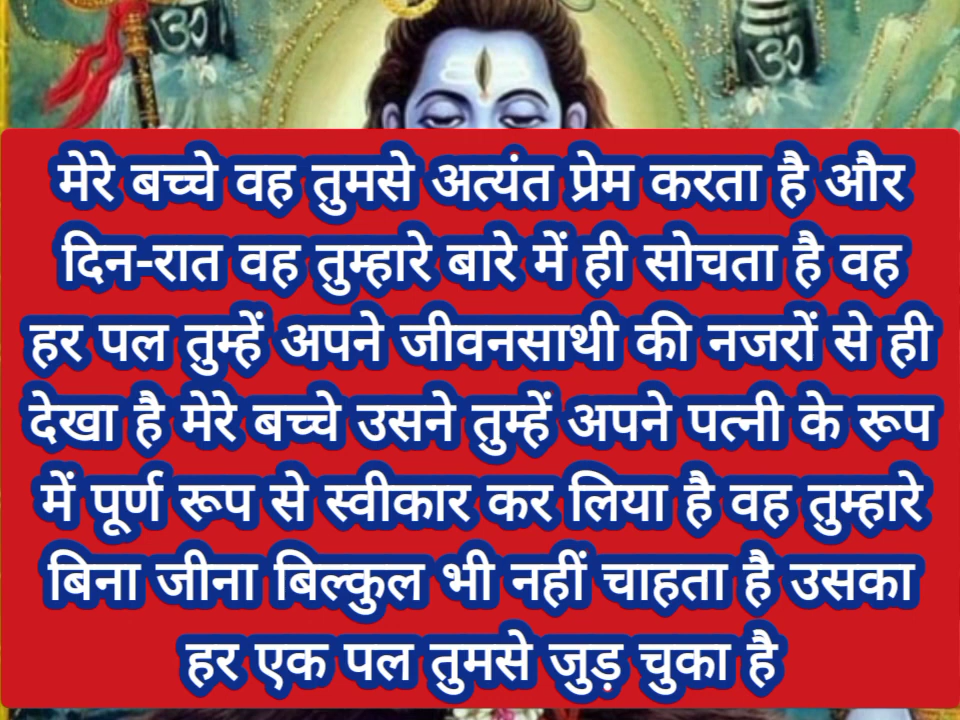 ॐ
ॐ
मेरे बच्चे वह तुमसे अत्यंत प्रेम करता है और
दिन-रात वह तुम्हारे बारे में ही सोचता है वह
हर पल तुम्हें अपने जीवनसाथी की नजरों से ही
देखा है मेरे बच्चे उसने तुम्हें अपने पत्नी के रूप
में पूर्ण रूप से स्वीकार कर लिया है वह तुम्हारे
बिना जीना बिल्कुल भी नहीं चाहता है उसका
हर एक पल तुमसे जुड़ चुका है